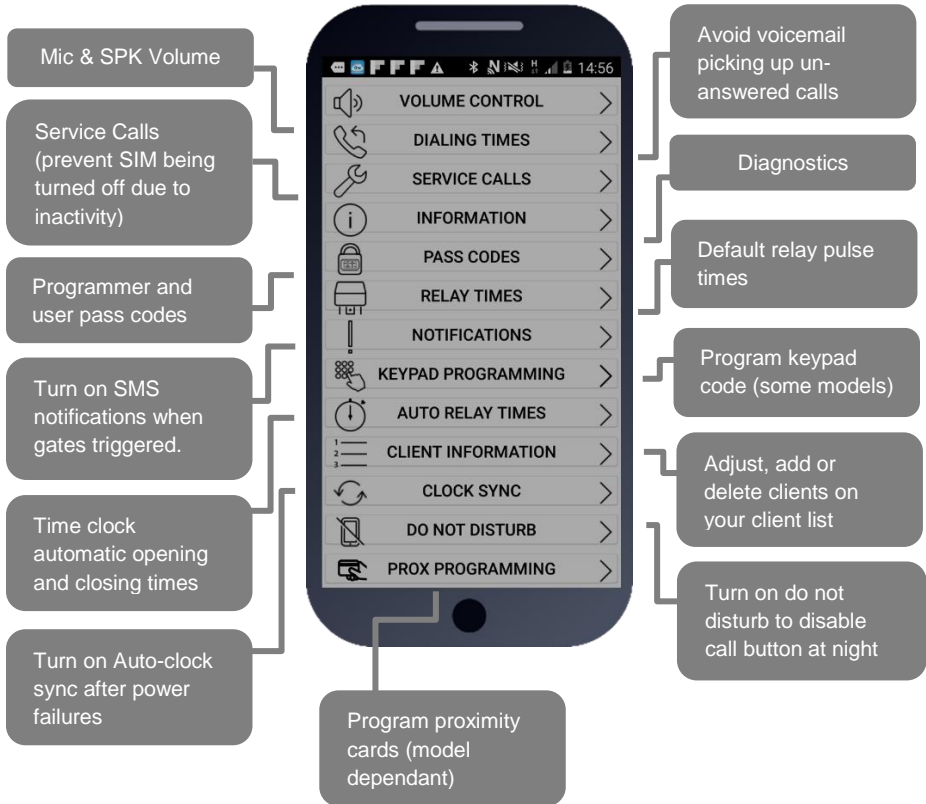 Mic & SPK Volume
Service Calls
(prevent SIM being
turned off due to
inactivity)
Programmer and
user pass codes
Turn on SMS
notifications when
gates triggered.
Time clock
automatic opening
and closing times
Turn on Auto-clock
sync after power
failures
14:56
VOLUME CONTROL
DIALING TIMES
SERVICE CALLS
INFORMATION
PASS CODES
RELAY TIMES
NOTIFICATIONS
KEYPAD PROGRAMMING
AUTO RELAY TIMES
1
2
3
CLIENT INFORMATION
CLOCK SYNC
DO NOT DISTURB
PROX PROGRAMMING
Program proximity
cards (model
dependant)
Avoid voicemail
picking up un-
answered calls
Diagnostics
Default relay pulse
times
Program keypad
code (some models)
Adjust, add or
delete clients on
your client list
Turn on do not
disturb to disable
call button at night